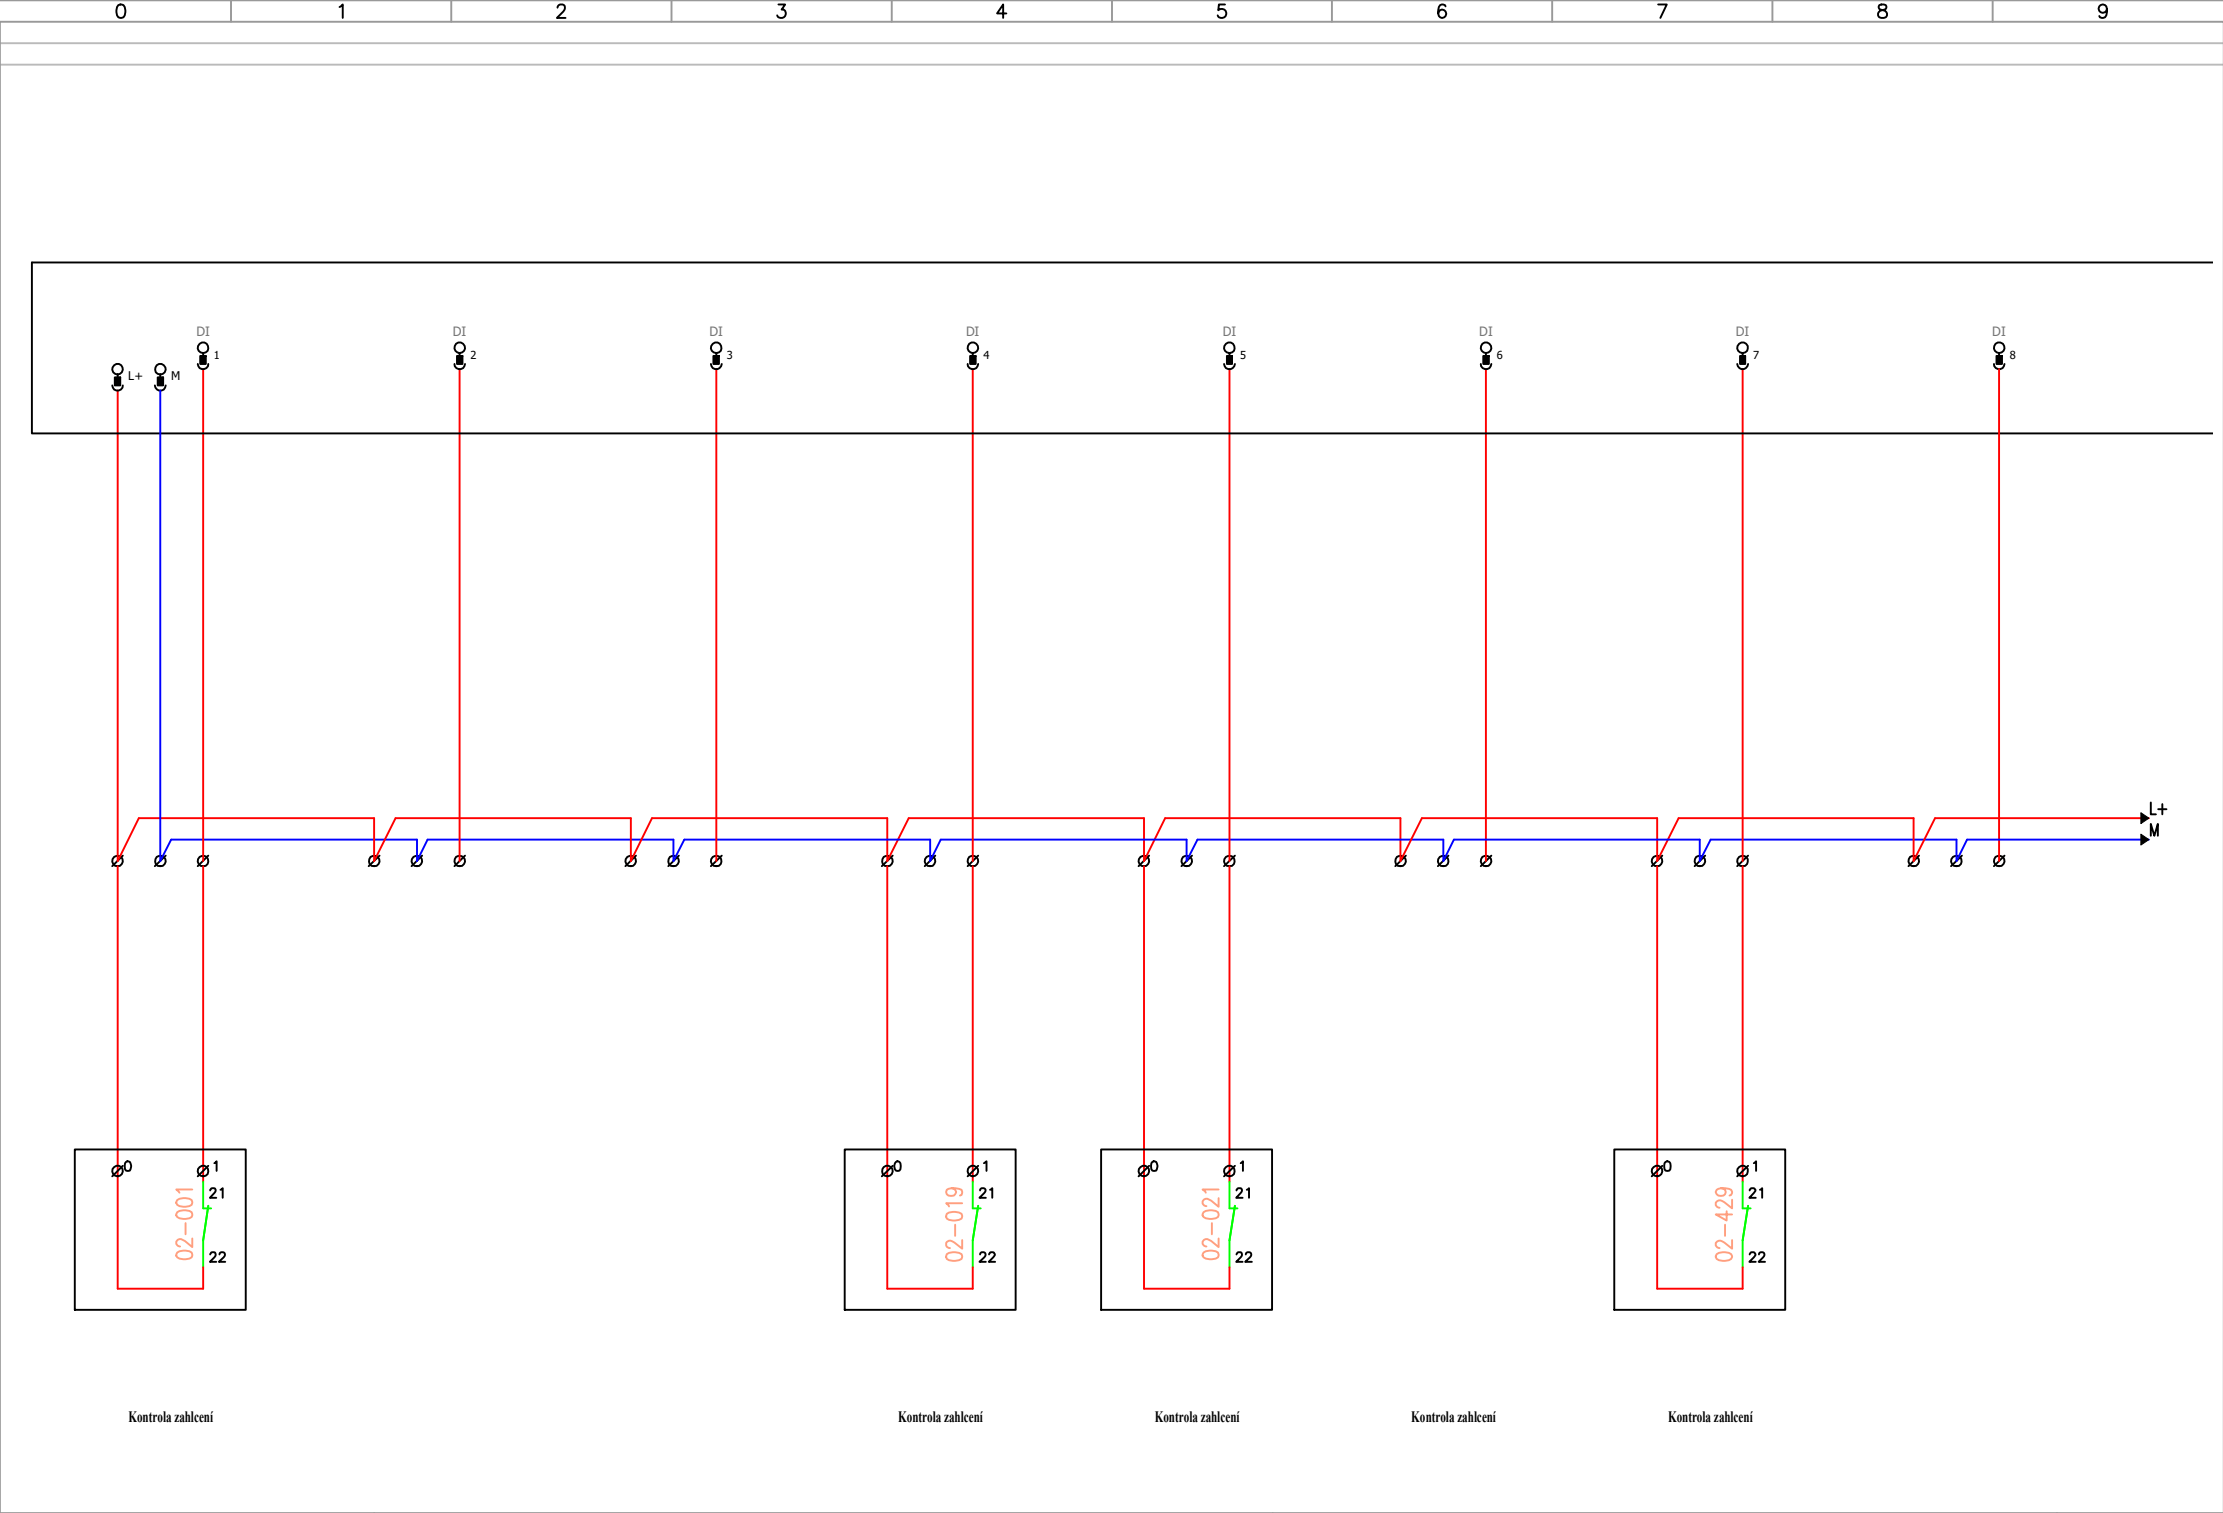 0 1 2 3 4 5 6 7 8 9
DI DI DI DI DI DI DI DI
1 2 3 4 5 6 7 8
L+ M
L+
M
0 1 0 1 0 1 0 1
21 21 21 21
02-001 02-019 02-021 02-429
22 22 22 22
Kontrola zahlcení Kontrola zahlcení Kontrola zahlcení Kontrola zahlcení Kontrola zahlcení